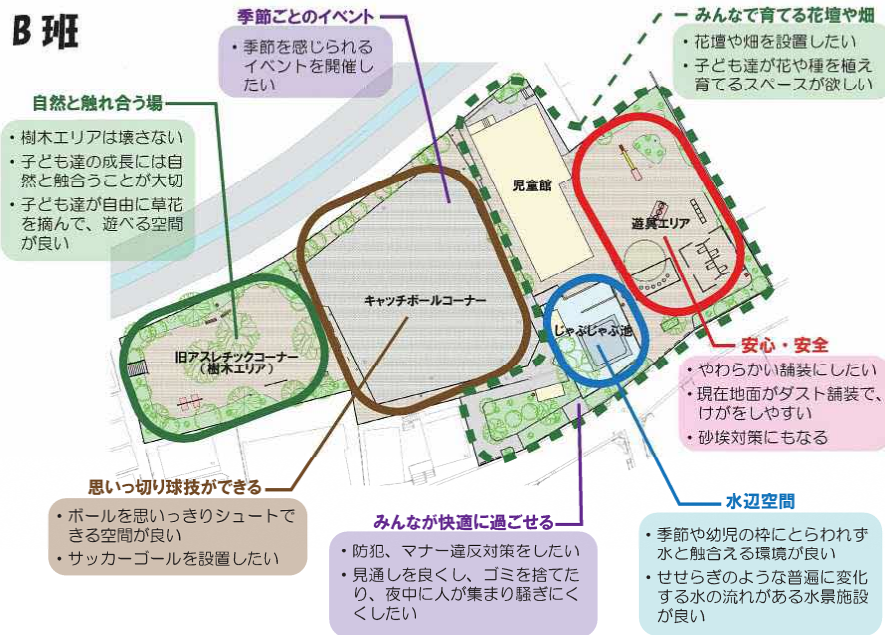 B班
季節ごとのイベント
・季節を感じられる
イベントを開催し
たい
みんなで育てる花壇や畑
・花壇や畑を設置したい
・子ども達が花や種を植え
育てるスペースが欲しい
自然と触れ合う場
・樹木エリアは壊さない
・子ども達の成長には自
然と触合うことが大切
・子ども達が自由に草花
を摘んで、遊べる空間
が良い
児童館
遊具エリア
キャッチボールコーナー
じゃぶじゃぶ池
旧アスレチックコーナー
(樹木エリア)
安心・安全
・やわらかい舗装にしたい
・現在地面がダスト舗装で、
けがをしやすい
・砂埃対策にもなる
思いっ切り球技ができる
・ボールを思いっきりシュートで
きる空間が良い
・サッカーゴールを設置したい
みんなが快適に過ごせる
・防犯、マナー違反対策をしたい
・見通しを良くし、ゴミを捨てた
り、夜中に人が集まり騒ぎにく
くしたい
水辺空間
・季節や幼児の枠にとらわれず
水と触合える環境が良い
・せせらぎのような普遍に変化
する水の流れがある水景施設
が良い